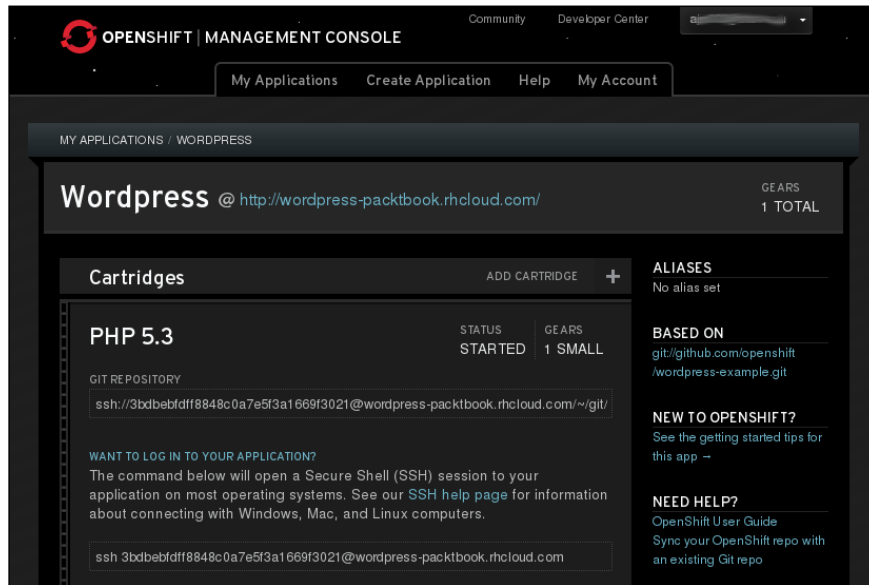 Community Developer Center
OPENSHIFT | MANAGEMENT CONSOLE
My Applications Create Application Help My Account
MY APPLICATIONS / WORDPRESS
Wordpress @ http://wordpress-packtbook.rhcloud.com/
GEARS
1 TOTAL
Cartridges
ADD CARTRIDGE +
PHP 5.3
STATUS
STARTED
GEARS
1 SMALL
GIT REPOSITORY
ssh://3bdbebfdff8848c0a7e5f3a1669f3021@wordpress-packtbook.rhcloud.com/~/git/
WANT TO LOG IN TO YOUR APPLICATION?
The command below will open a Secure Shell (SSH) session to your
application on most operating systems. See our SSH help page for information
about connecting with Windows, Mac, and Linux computers.
ssh 3bdbebfdff8848c0a7e5f3a1669f3021@wordpress-packtbook.rhcloud.com
ALIASES
No alias set
BASED ON
git://github.com/openshift
/wordpress-example.git
NEW TO OPENSHIFT?
See the getting started tips for
this app →
NEED HELP?
OpenShift User Guide
Sync your OpenShift repo with
an existing Git repo